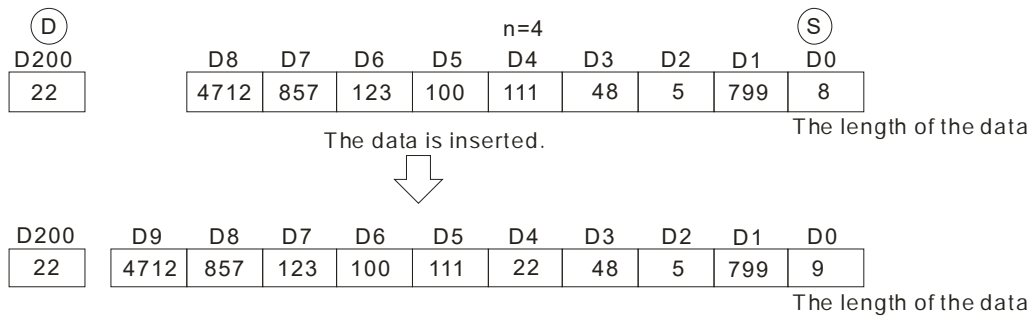 D n=4 S
D200 D8 D7 D6 D5 D4 D3 D2 D1 D0
22 4712 857 123 100 111 48 5 799 8
The length of the data
The data is inserted.
D200 D9 D8 D7 D6 D5 D4 D3 D2 D1 D0
22 4712 857 123 100 111 22 48 5 799 9
The length of the data